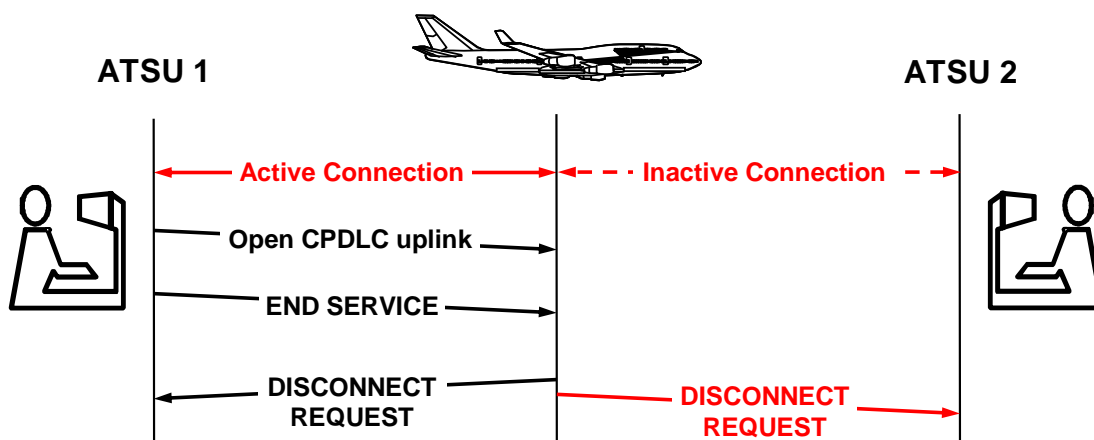 ATSU 1
ATSU 2
Active Connection
Inactive Connection
Open CPDLC uplink
END SERVICE
DISCONNECT
REQUEST
DISCONNECT
REQUEST